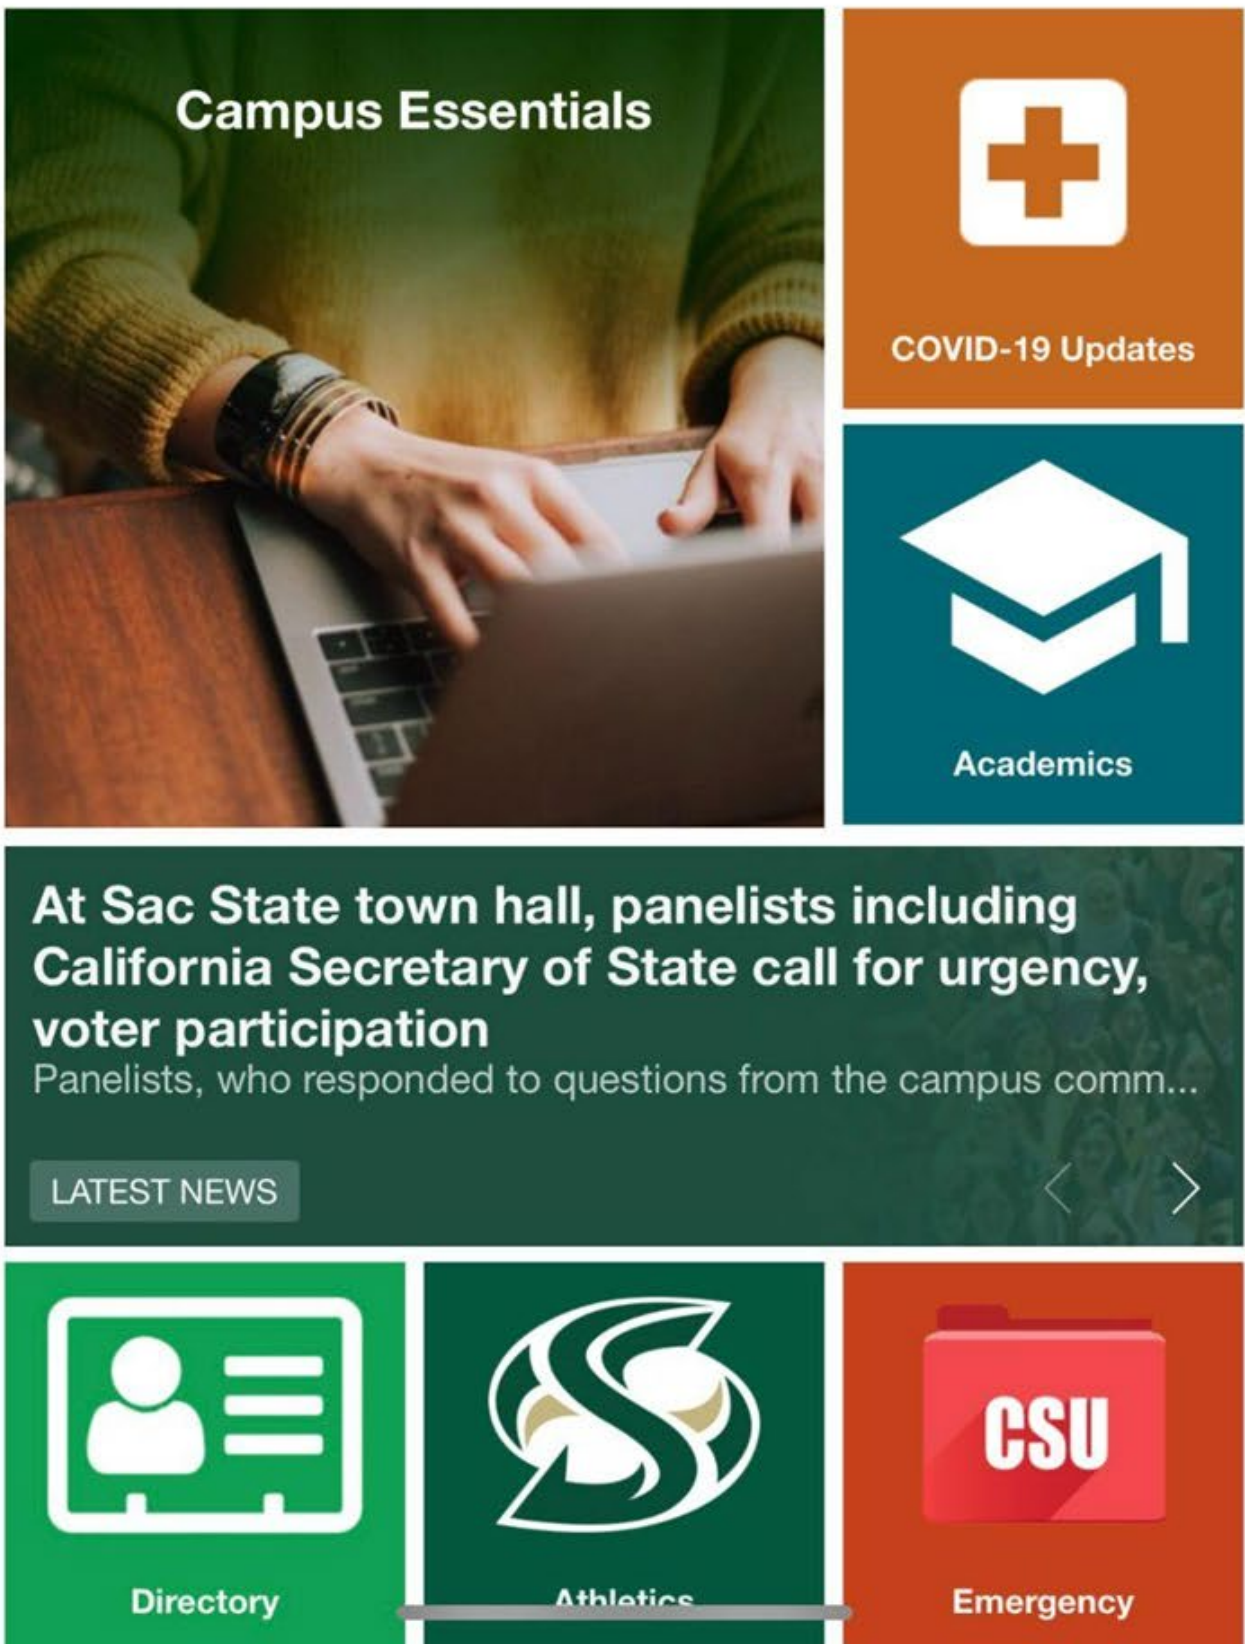 Campus Essentials
COVID-19 Updates
Academics
At Sac State town hall, panelists including
California Secretary of State call for urgency,
voter participation
Panelists, who responded to questions from the campus comm...
LATEST NEWS
S
CSU
Directory
Athletics
Emergency